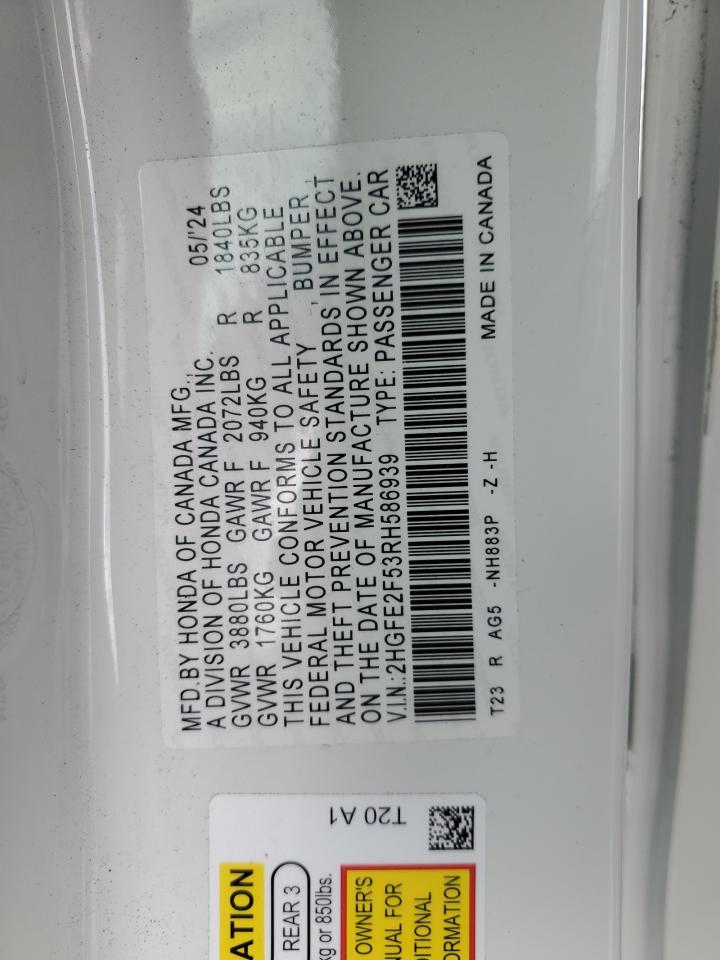 MFD.BY HONDA OF CANADA MFG., 05/'24
A DIVISION OF HONDA CANADA INC.
GVWR 3880LBS GAWR F 2072LBS R 1840LBS
GVWR 1760KG GAWR F 940KG R 835KG
THIS VEHICLE CONFORMS TO ALL APPLICABLE
FEDERAL MOTOR VEHICLE SAFETY , BUMPER ,
AND THEFT PREVENTION STANDARDS IN EFFECT
ON THE DATE OF MANUFACTURE SHOWN ABOVE.
V.I.N.:2HGFE2F53RH586939 TYPE: PASSENGER CAR
T23 R AG5 -NH883P -Z -H MADE IN CANADA
T20 A1
ATION
REAR 3
kg or 850lbs.
OWNER'S
NUAL FOR
DITIONAL
ORMATION